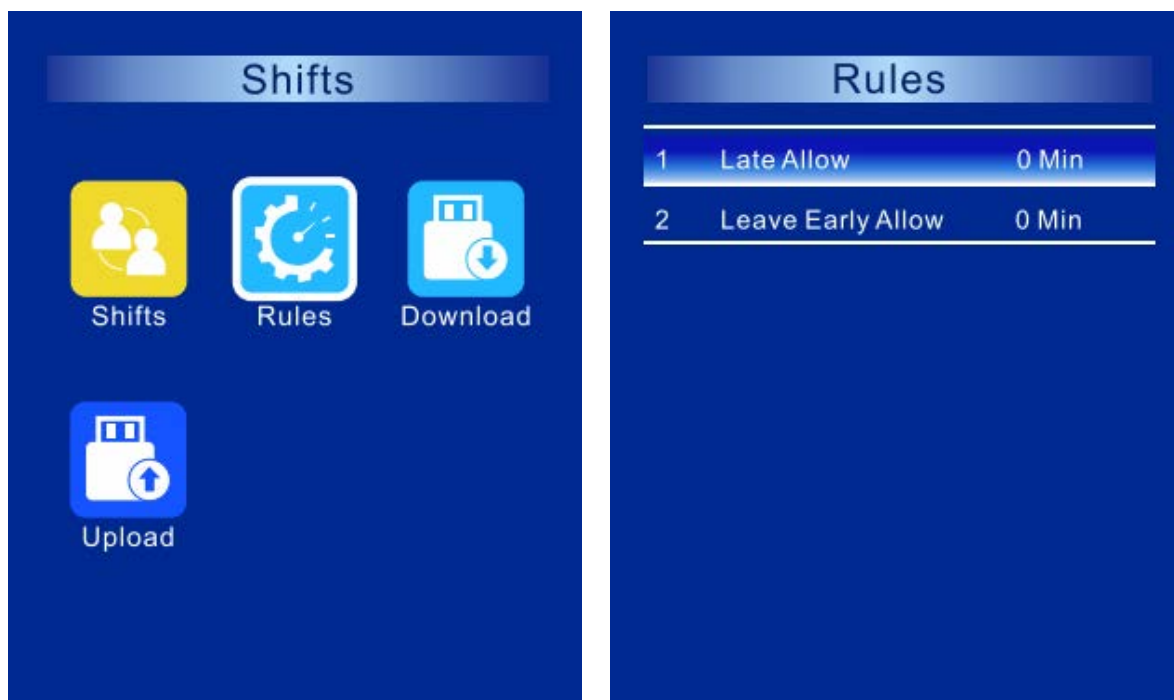 Shifts
Shifts
Rules
Download
Upload
Rules
1 Late Allow 0 Min
2 Leave Early Allow 0 Min